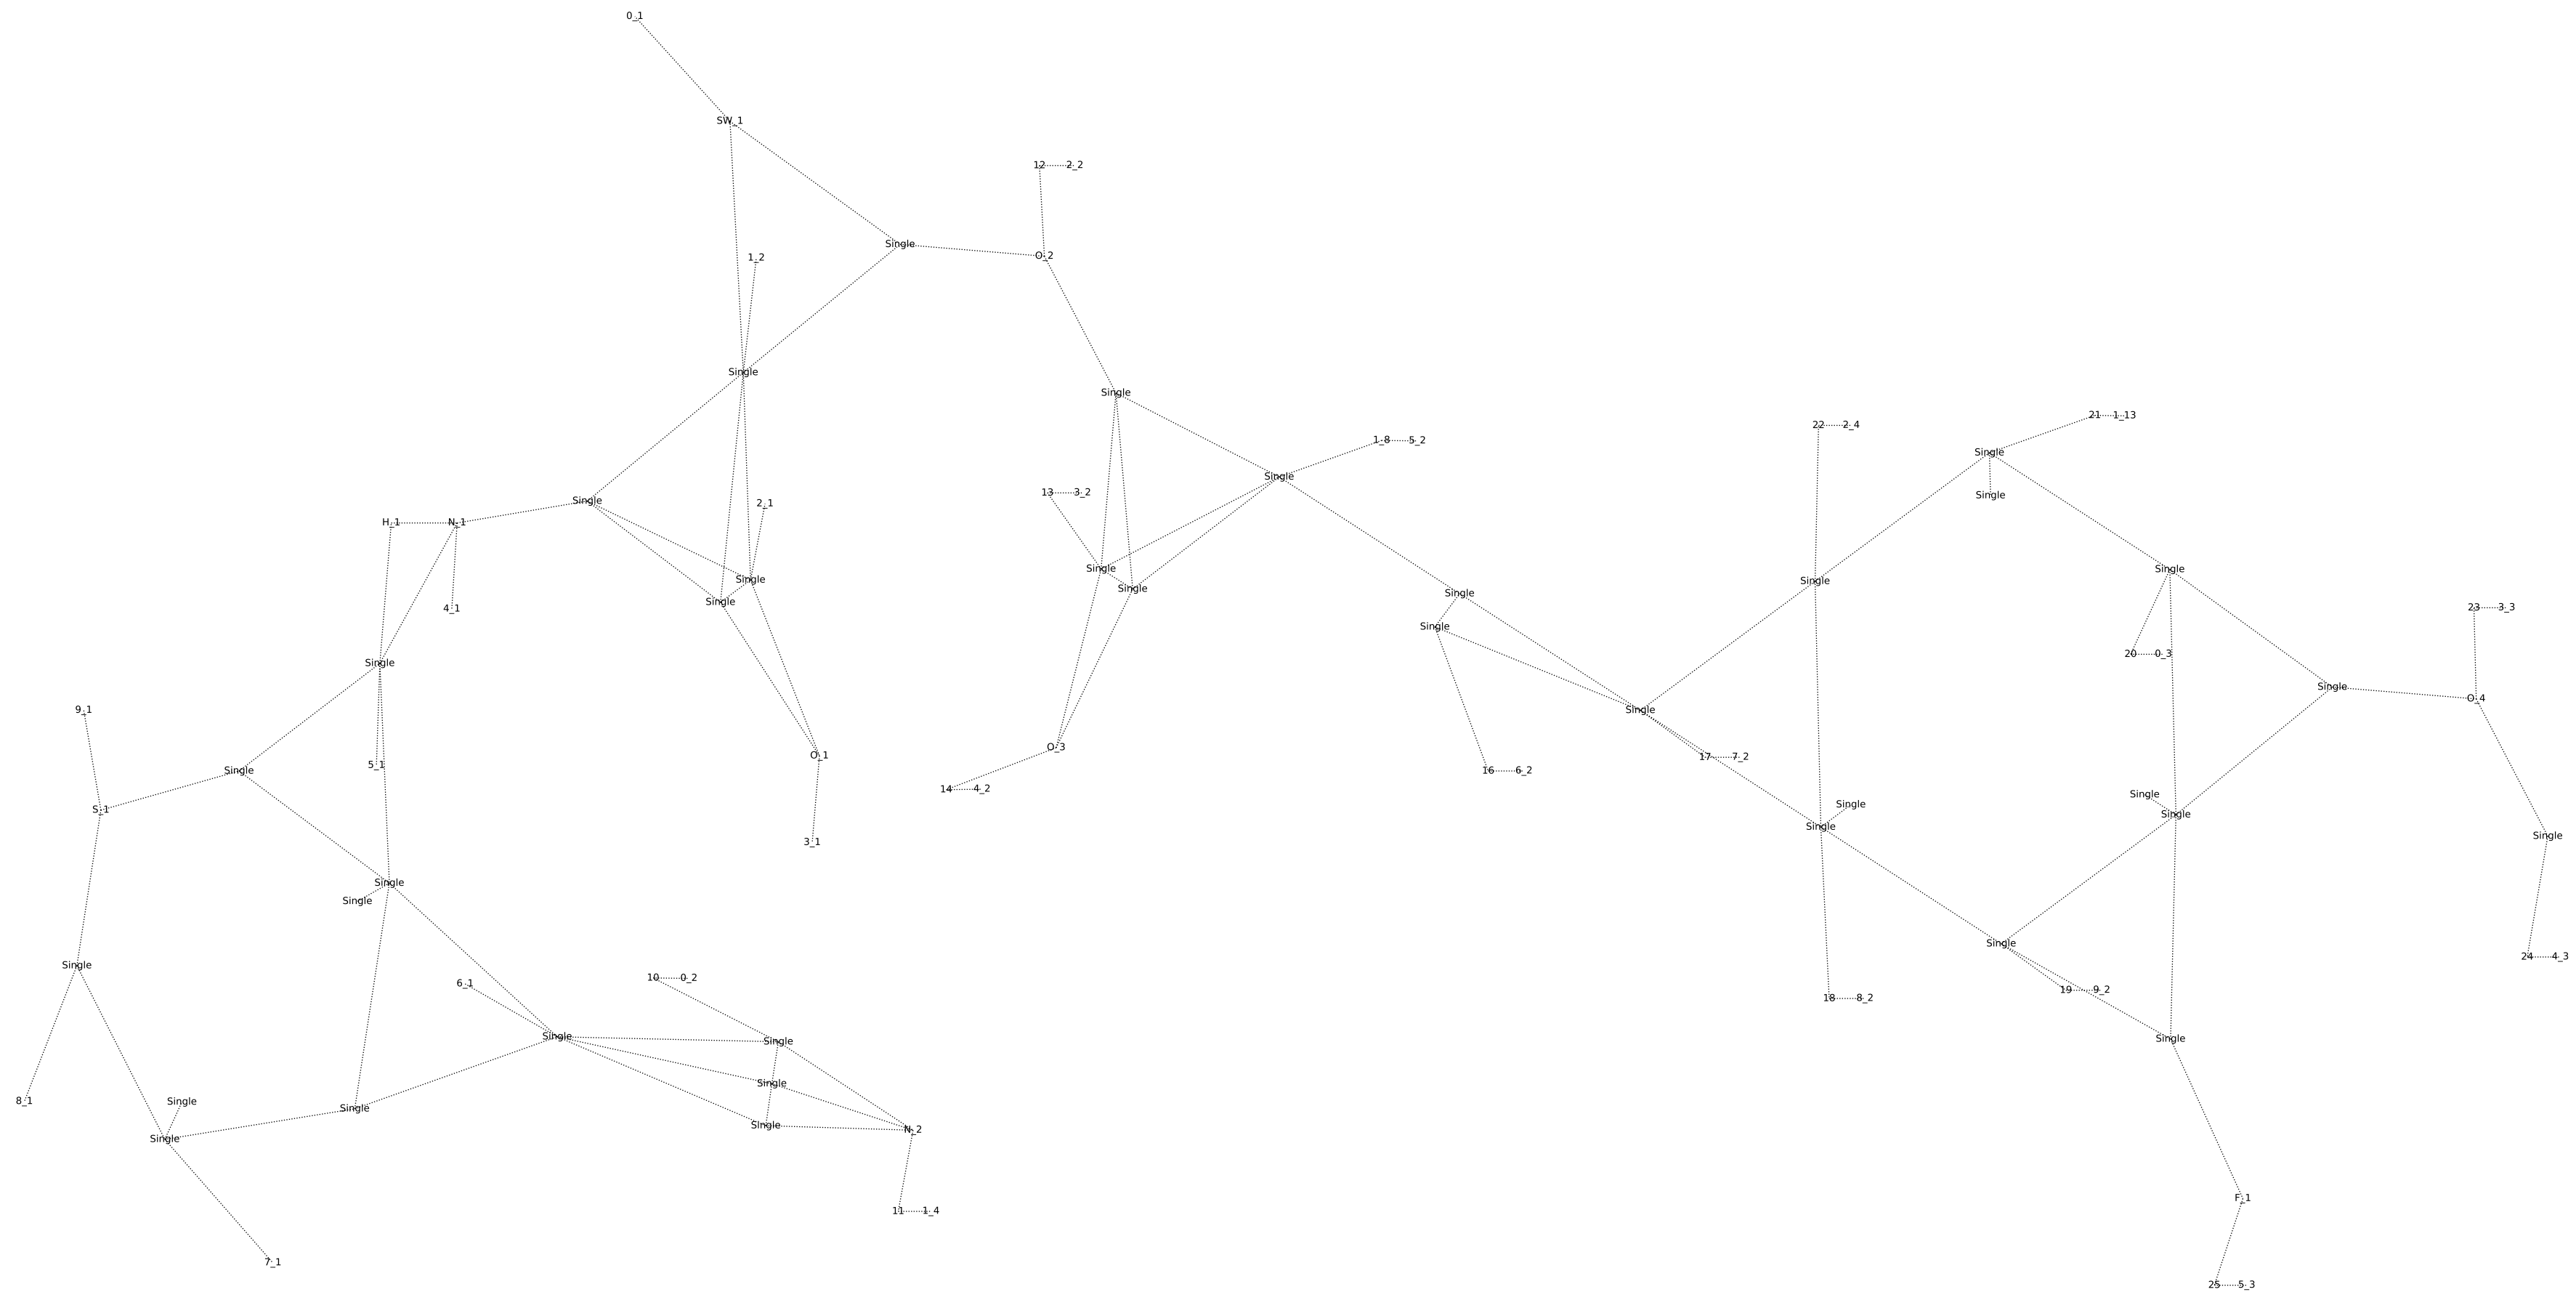 0_1
SW_1
12 2_2
Single
O_2
1_2
Single
Single
21 1_13
22 2_4
1_8 5_2
Single
Single
13 3_2
Single
Single
2_1
H_1 N_1
Single
Single
Single
Single
Single
Single
Single
23 3_3
4_1
Single
20 0_3
Single
Single
O_4
9_1
Single
O_3
O_1
17 7_2
5_1
Single
16 6_2
14 4_2
Single
Single
S_1
Single
Single
Single
3_1
Single
Single
Single
24 4_3
Single
10 0_2
6_1
19 9_2
18 8_2
Single
Single
Single
Single
8_1
Single
Single
Single
N_2
Single
F_1
11 1_4
7_1
25 5_3